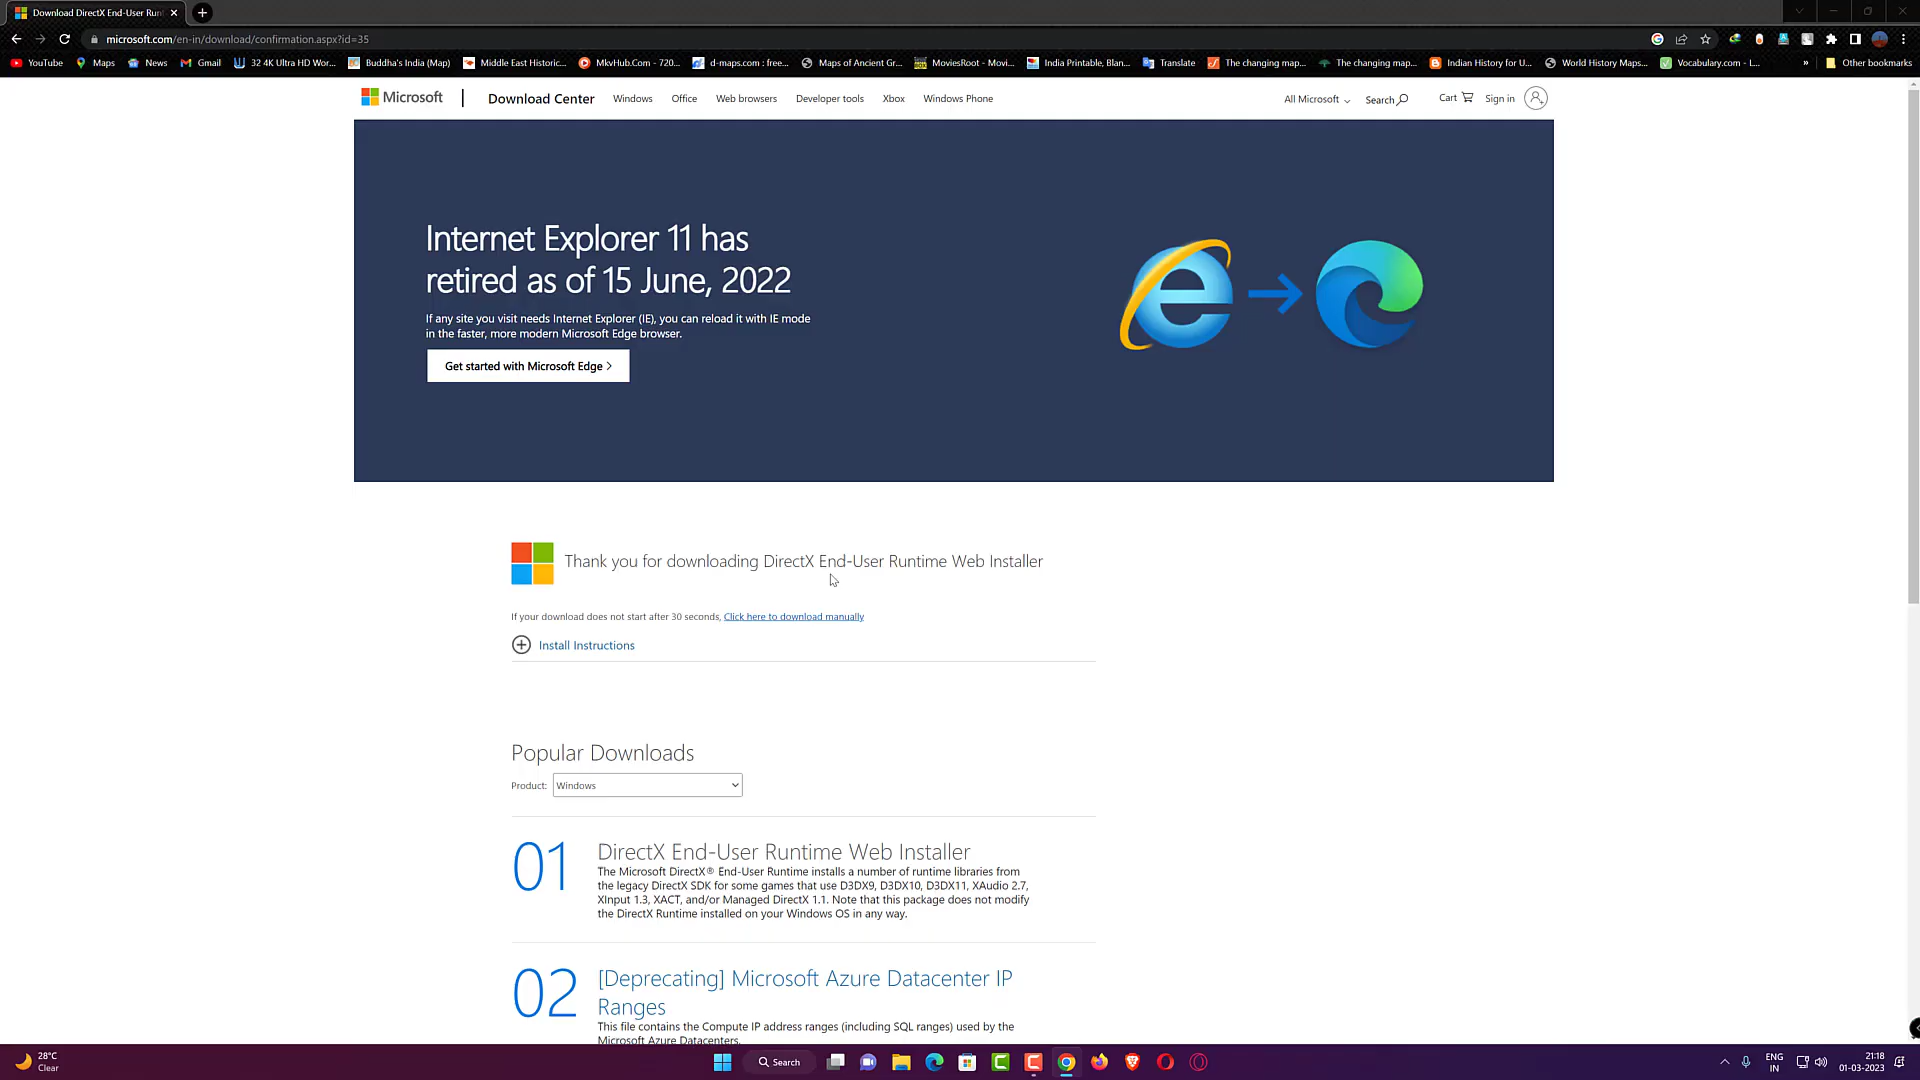 Download DirectX End-User Run
microsoft.com/en-in/download/confirmation.aspx?id=35
YouTube Maps News Gmail 32 4K Ultra HD Wor... Buddha's India (Map) Middle East Historic... MkvHub.Com - 720... d-maps.com : free... Maps of Ancient Gr... MoviesRoot - Movi... India Printable, Blan... Translate The changing map... The changing map... Indian History for U... World History Maps... Vocabulary.com - L... » Other bookmarks
Microsoft Download Center Windows Office Web browsers Developer tools Xbox Windows Phone All Microsoft Search Cart Sign in
Internet Explorer 11 has
retired as of 15 June, 2022
If any site you visit needs Internet Explorer (IE), you can reload it with IE mode
in the faster, more modern Microsoft Edge browser.
Get started with Microsoft Edge >
Thank you for downloading DirectX End-User Runtime Web Installer
If your download does not start after 30 seconds, Click here to download manually
Install Instructions
Popular Downloads
Product: Windows
01 DirectX End-User Runtime Web Installer
The Microsoft DirectX® End-User Runtime installs a number of runtime libraries from
the legacy DirectX SDK for some games that use D3DX9, D3DX10, D3DX11, XAudio 2.7,
XInput 1.3, XACT, and/or Managed DirectX 1.1. Note that this package does not modify
the DirectX Runtime installed on your Windows OS in any way.
02 [Deprecating] Microsoft Azure Datacenter IP
Ranges
This file contains the Compute IP address ranges (including SQL ranges) used by the
Microsoft Azure Datacenters.
28°C
Clear
Search
ENG
IN
21:18
01-03-2023